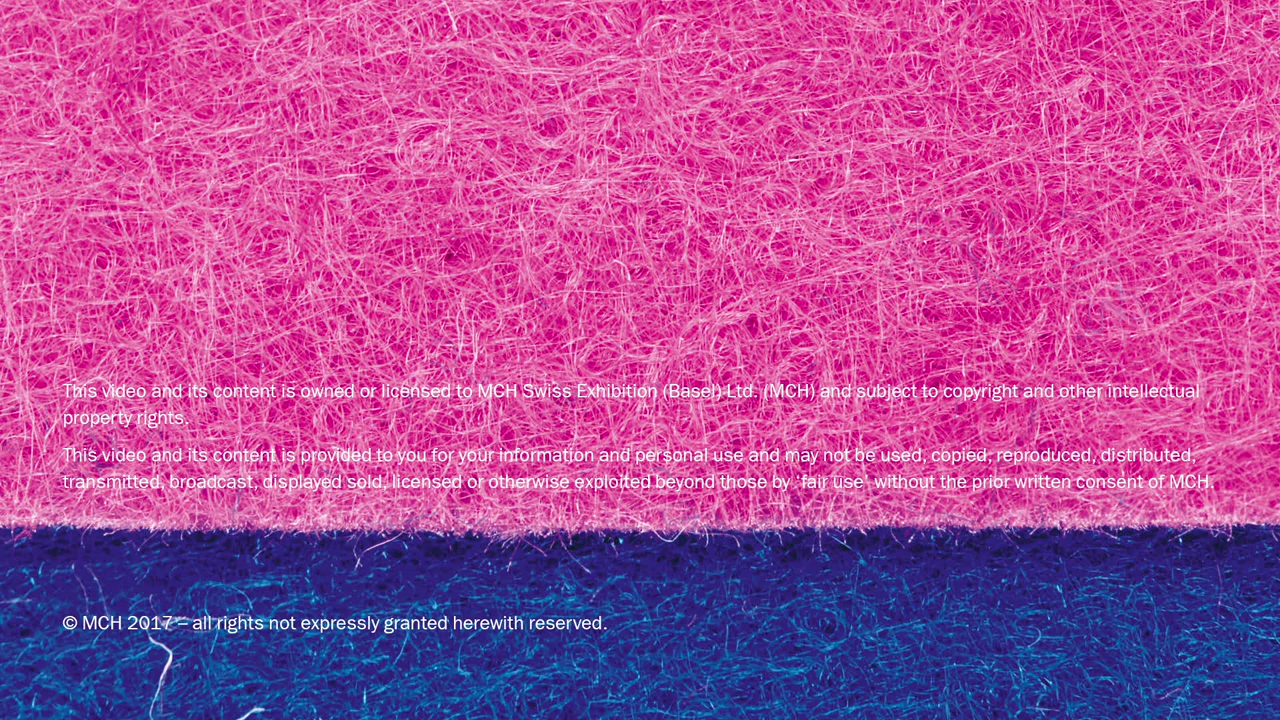 This video and its content is owned or licensed to MCH Swiss Exhibition (Basel) Ltd. (MCH) and subject to copyright and other intellectual
property rights.
This video and its content is provided to you for your information and personal use and may not be used, copied, reproduced, distributed,
transmitted, broadcast, displayed sold, licensed or otherwise exploited beyond those by ‘fair use’ without the prior written consent of MCH.
© MCH 2017 – all rights not expressly granted herewith reserved.